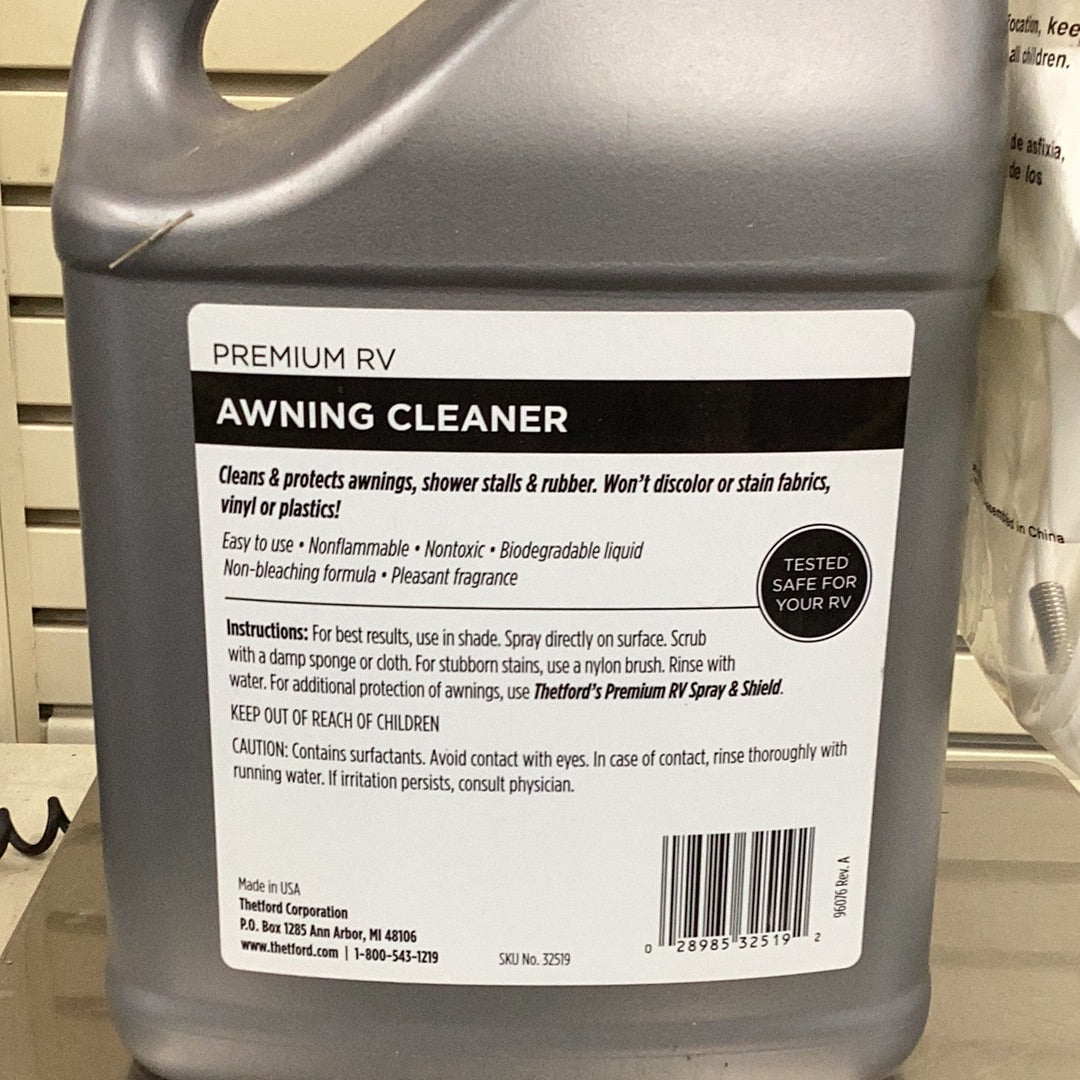 PREMIUM RV
AWNING CLEANER
Cleans & protects awnings, shower stalls & rubber. Won't discolor or stain fabrics,
vinyl or plastics!
Easy to use • Nonflammable • Nontoxic • Biodegradable liquid
Non-bleaching formula • Pleasant fragrance
TESTED
SAFE FOR
YOUR RV
Instructions: For best results, use in shade. Spray directly on surface. Scrub
with a damp sponge or cloth. For stubborn stains, use a nylon brush. Rinse with
water. For additional protection of awnings, use Thetford's Premium RV Spray & Shield.
KEEP OUT OF REACH OF CHILDREN
CAUTION: Contains surfactants. Avoid contact with eyes. In case of contact, rinse thoroughly with
running water. If irritation persists, consult physician.
Made in USA
Thetford Corporation
P.O. Box 1285 Ann Arbor, MI 48106
www.thetford.com | 1-800-543-1219
SKU No. 32519
0 28985 32519 2
96076 Rev. A
all children.
de asfixia,
de los
in China